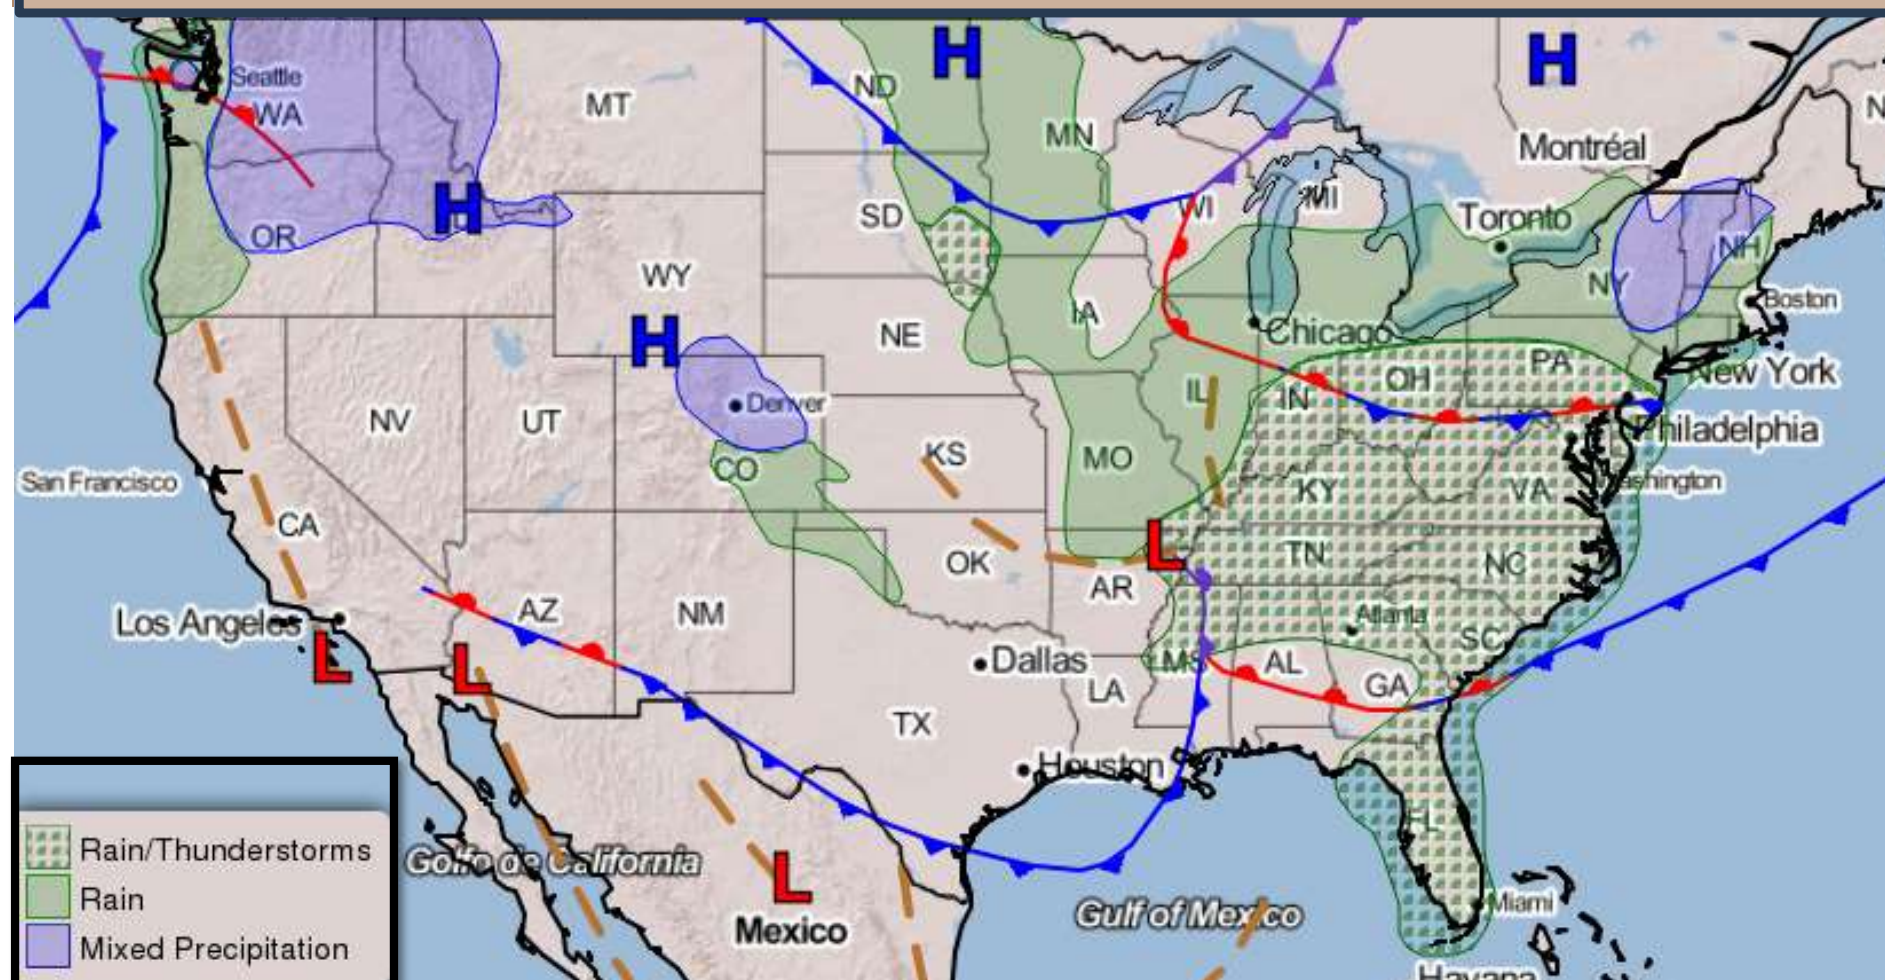 H
H
ND
Seattle
MT
WA
MN
N
Montréal
H
WI
MI
SD
Toronto
OR
NH
WY
NY
Boston
IA
H
NE
Chicago
PA
New York
OH
IL
IN
Denver
NV
UT
Philadelphia
KS
MO
CO
San Francisco
KY
VA
Washington
CA
L
TN
NC
OK
AR
AZ
NM
Atlanta
Los Angeles
SC
L
L
Dallas
MS
AL
GA
LA
TX
Houston
Rain/Thunderstorms
Golfo de California
FL
L
Rain
Miami
Gulf of Mexico
Mexico
Mixed Precipitation
Havana